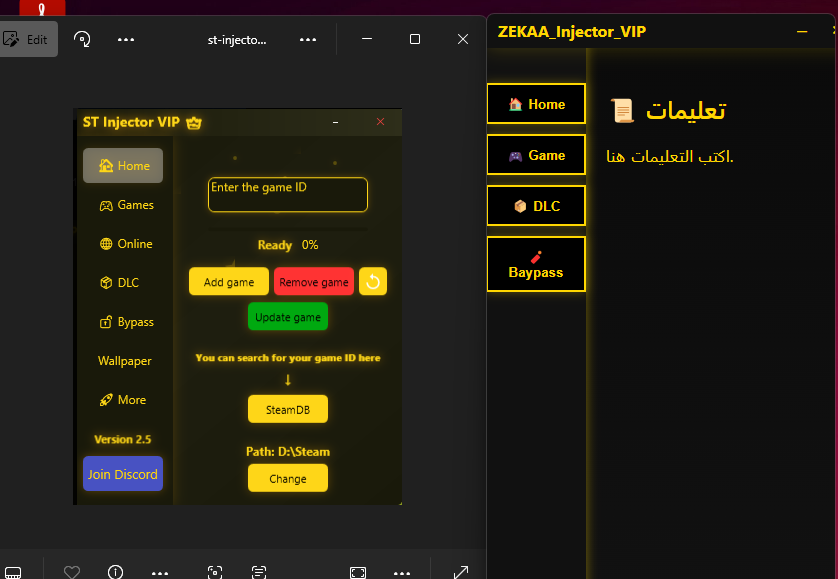 Edit
st-injecto...
ST Injector VIP
Home
Games
Online
DLC
Bypass
Wallpaper
More
Version 2.5
Join Discord
Enter the game ID
Ready 0%
Add game
Remove game
Update game
You can search for your game ID here
↓
SteamDB
Path: D:\Steam
Change
ZEKAA_Injector_VIP
Home
Game
DLC
Baypass
تعليمات
اكتب التعليمات هنا.